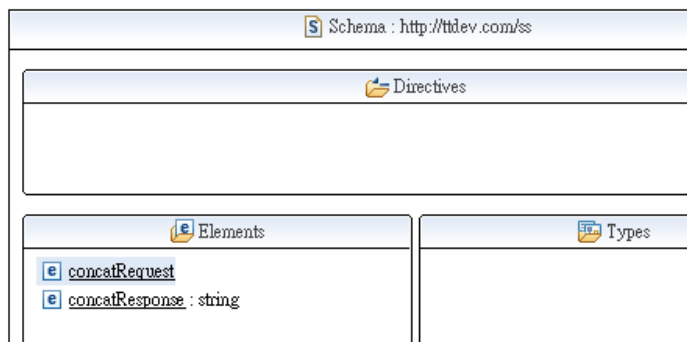 Schema : http://ttdev.com/ss
Directives
Elements
Types
concatRequest
concatResponse : string